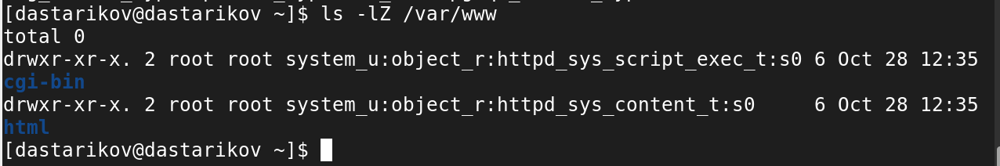 [dastarikov@dastarikov ~]$ ls -lZ /var/www
total 0
drwxr-xr-x. 2 root root system_u:object_r:httpd_sys_script_exec_t:s0 6 Oct 28 12:35
cgi-bin
drwxr-xr-x. 2 root root system_u:object_r:httpd_sys_content_t:s0     6 Oct 28 12:35
html
[dastarikov@dastarikov ~]$